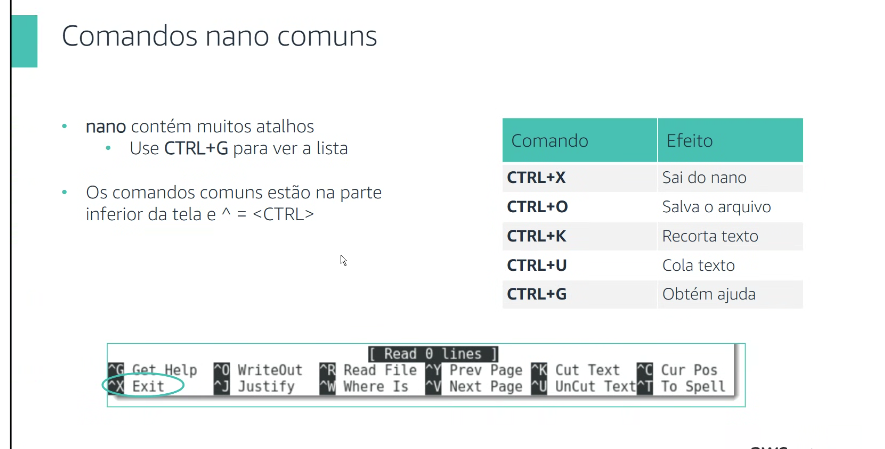 Comandos nano comuns
• nano contém muitos atalhos
• Use CTRL+G para ver a lista
• Os comandos comuns estão na parte
inferior da tela e ^ = <CTRL>
Comando Efeito
CTRL+X Sai do nano
CTRL+O Salva o arquivo
CTRL+K Recorta texto
CTRL+U Cola texto
CTRL+G Obtém ajuda
[ Read 0 lines ]
^G Get Help ^O WriteOut ^R Read File ^Y Prev Page ^K Cut Text ^C Cur Pos
^X Exit ^J Justify ^W Where Is ^V Next Page ^U UnCut Text ^T To Spell